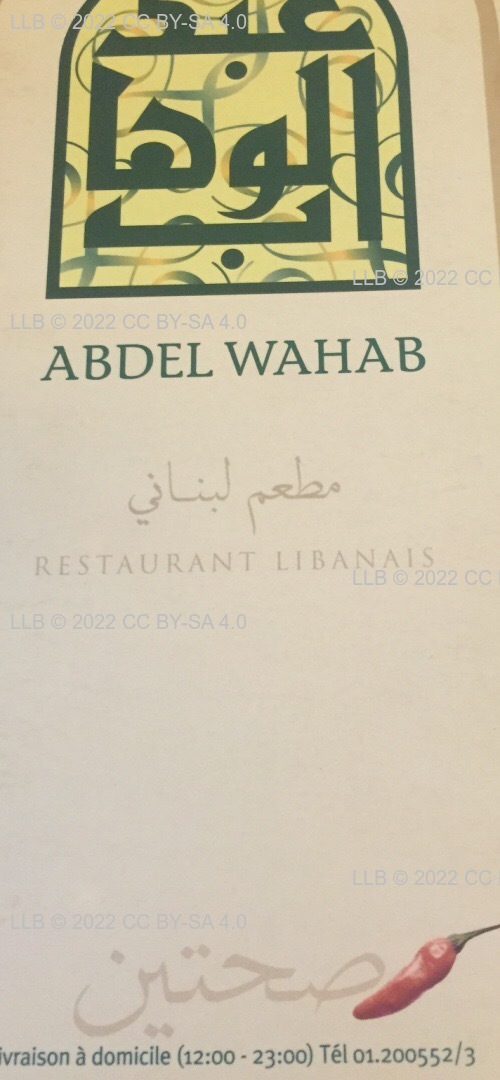 عبد
الوهاب
ABDEL WAHAB
مطعم لبناني
RESTAURANT LIBANAIS
صحتين
ivraison à domicile (12:00 - 23:00) Tél 01.200552/3
LLB © 2022 CC BY-SA 4.0
LLB © 2022 CC
LLB © 2022 CC BY-SA 4.0
LLB © 2022 CC
LLB © 2022 CC BY-SA 4.0
LLB © 2022 CC
LLB © 2022 CC BY-SA 4.0